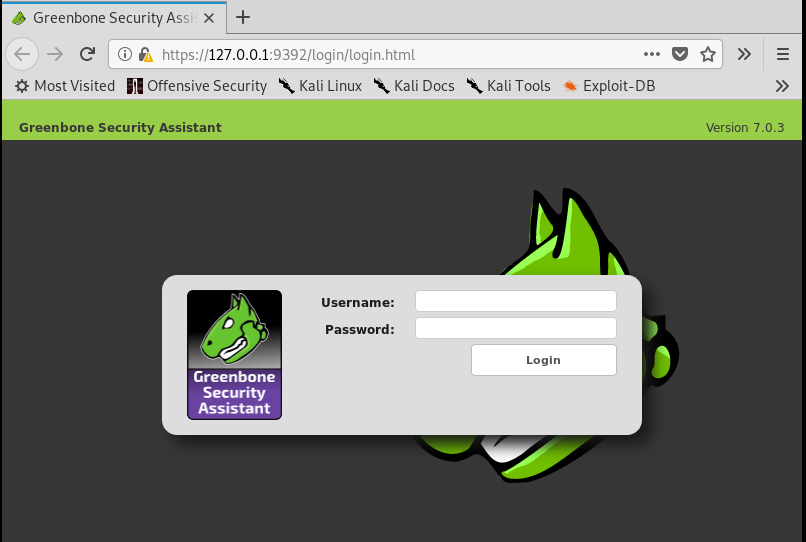 Greenbone Security Assis
https://127.0.0.1:9392/login/login.html
Most Visited Offensive Security Kali Linux Kali Docs Kali Tools Exploit-DB
Greenbone Security Assistant Version 7.0.3
Username:
Password:
Login
Greenbone
Security
Assistant